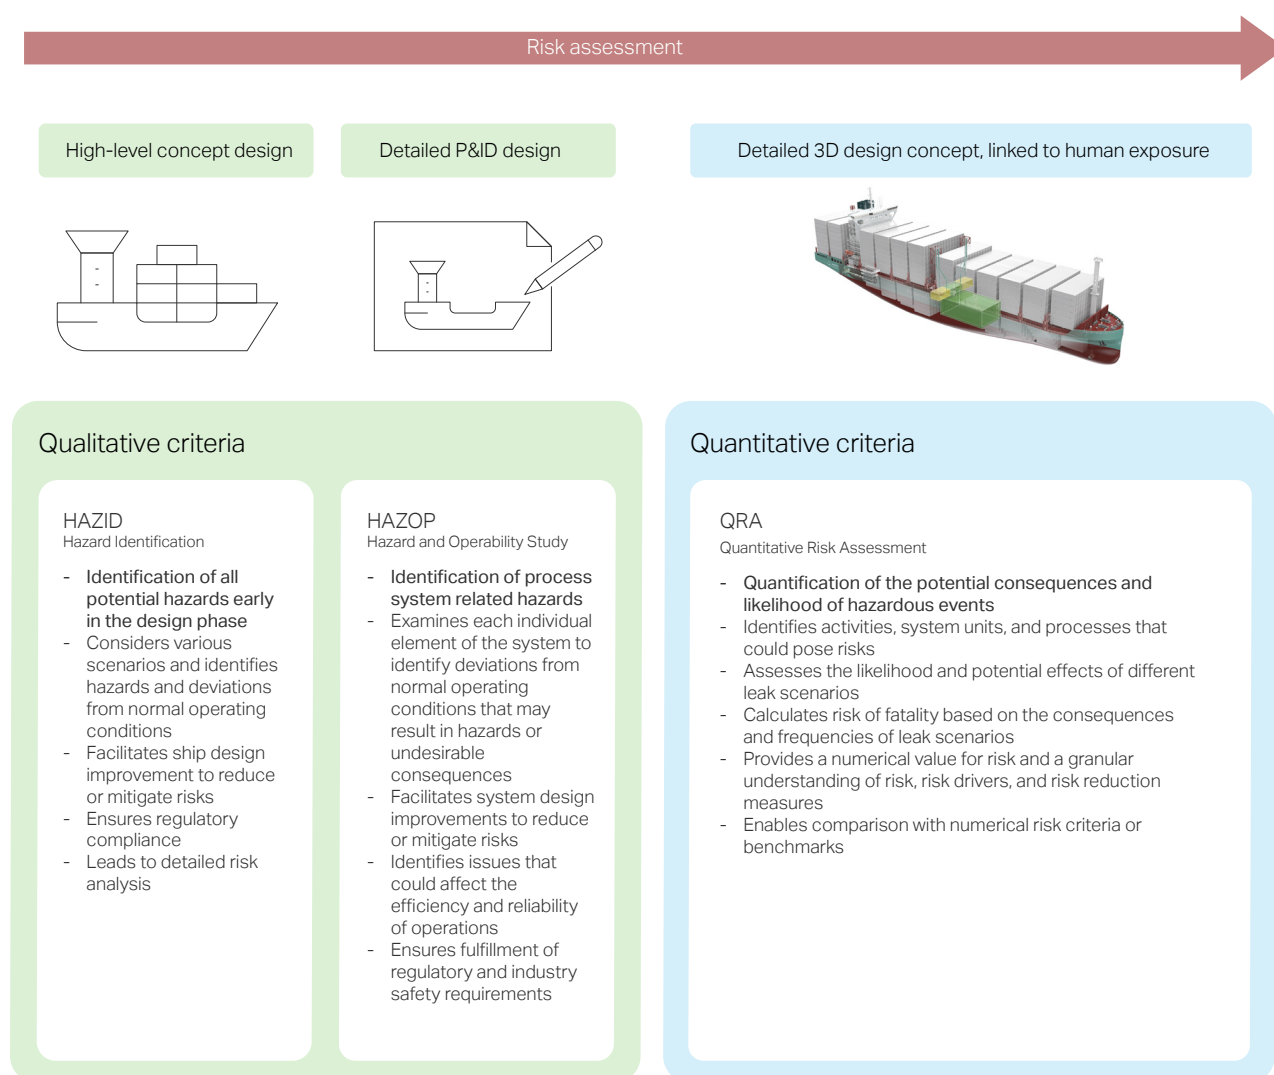 Risk assessment
High-level concept design
Detailed P&ID design
Detailed 3D design concept, linked to human exposure
Qualitative criteria
HAZID
Hazard Identification
- Identification of all
potential hazards early
in the design phase
- Considers various
scenarios and identifies
hazards and deviations
from normal operating
conditions
- Facilitates ship design
improvement to reduce
or mitigate risks
- Ensures regulatory
compliance
- Leads to detailed risk
analysis
HAZOP
Hazard and Operability Study
- Identification of process
system related hazards
- Examines each individual
element of the system to
identify deviations from
normal operating
conditions that may
result in hazards or
undesirable
consequences
- Facilitates system design
improvements to reduce
or mitigate risks
- Identifies issues that
could affect the
efficiency and reliability
of operations
- Ensures fulfillment of
regulatory and industry
safety requirements
Quantitative criteria
QRA
Quantitative Risk Assessment
- Quantification of the potential consequences and
likelihood of hazardous events
- Identifies activities, system units, and processes that
could pose risks
- Assesses the likelihood and potential effects of different
leak scenarios
- Calculates risk of fatality based on the consequences
and frequencies of leak scenarios
- Provides a numerical value for risk and a granular
understanding of risk, risk drivers, and risk reduction
measures
- Enables comparison with numerical risk criteria or
benchmarks